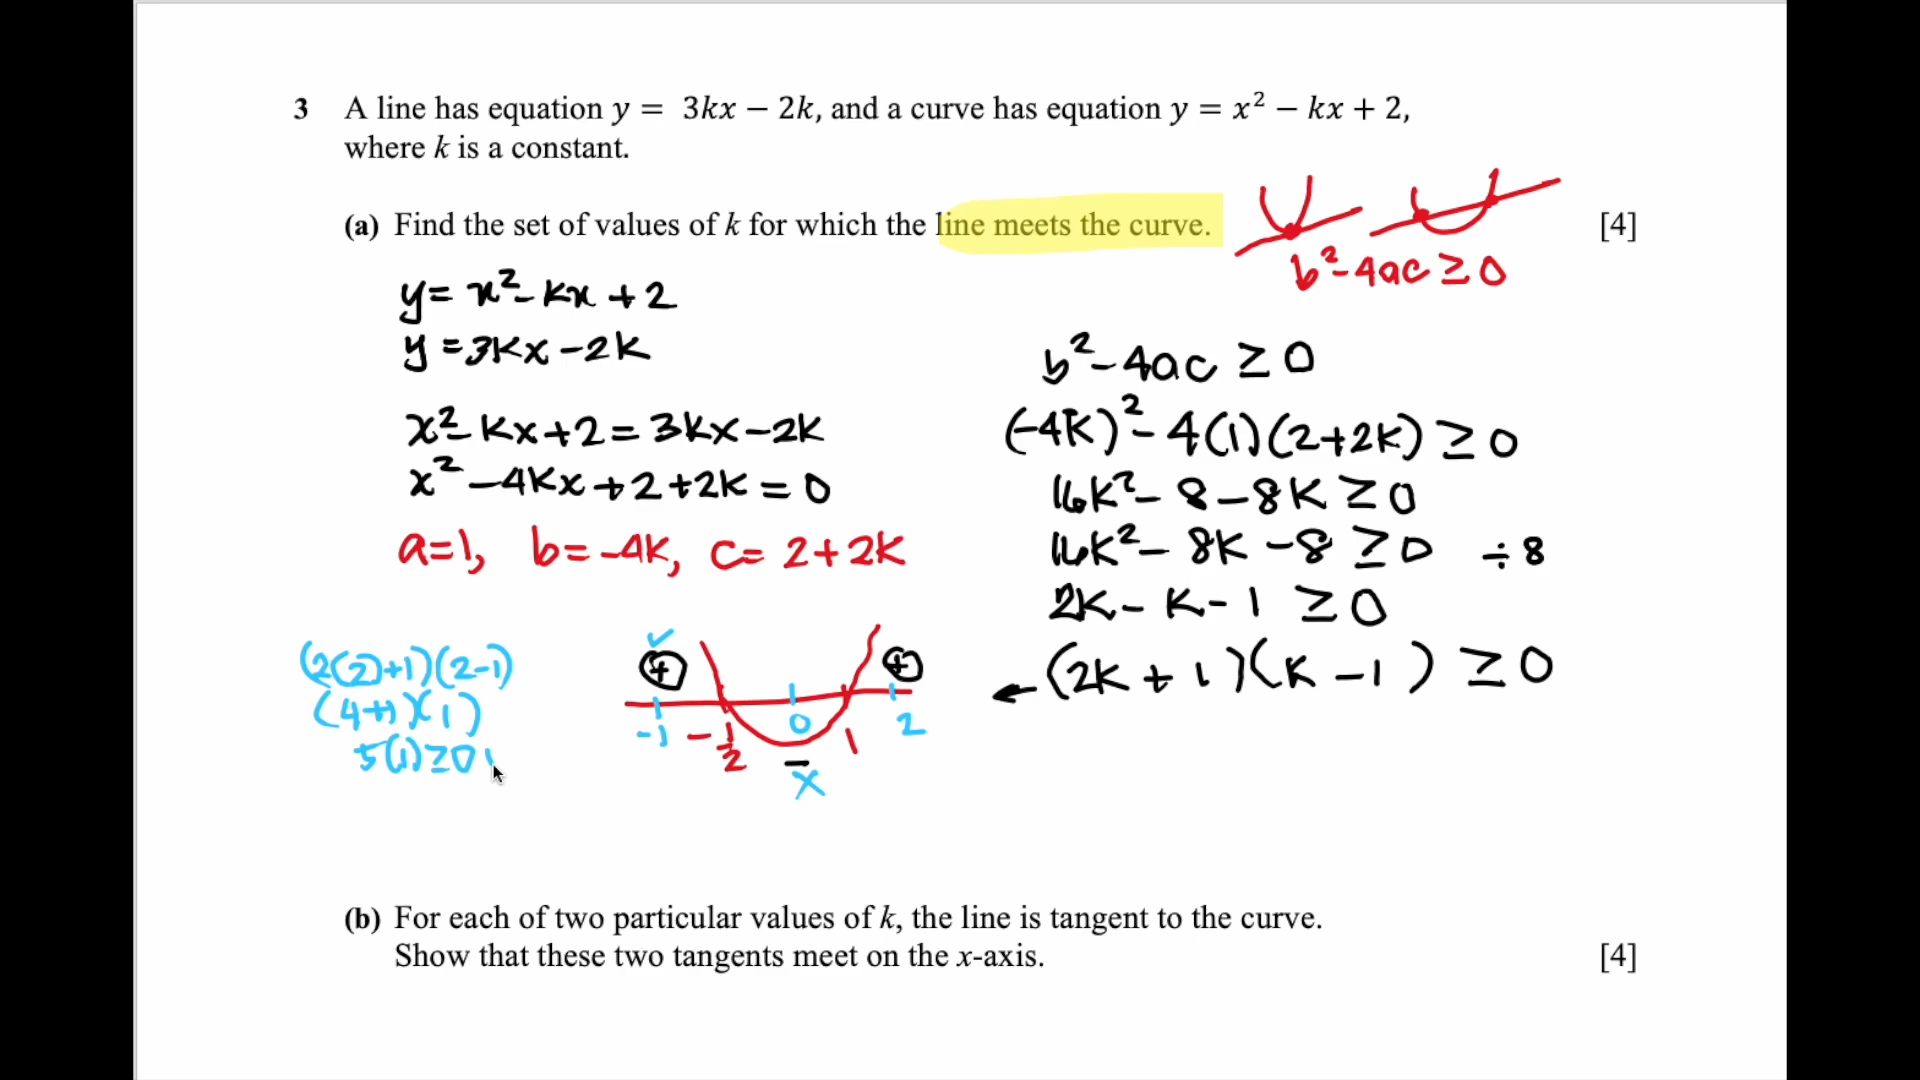 3 A line has equation y = 3kx − 2k, and a curve has equation y = x² − kx + 2,
where k is a constant.
(a) Find the set of values of k for which the line meets the curve. [4]
b² - 4ac ≥ 0
y = x² - kx + 2
y = 3kx - 2k
x² - kx + 2 = 3kx - 2k
x² - 4kx + 2 + 2k = 0
a = 1, b = -4k, c = 2 + 2k
b² - 4ac ≥ 0
(-4k)² - 4(1)(2+2k) ≥ 0
16k² - 8 - 8k ≥ 0
16k² - 8k - 8 ≥ 0 ÷ 8
2k - k - 1 ≥ 0
← (2k + 1)(k - 1) ≥ 0
(2(2)+1)(2-1)
(4+1)(1)
5(1) ≥ 0
✓
+ +
-1 -1/2 0 1 2
-
x
(b) For each of two particular values of k, the line is tangent to the curve.
Show that these two tangents meet on the x-axis. [4]